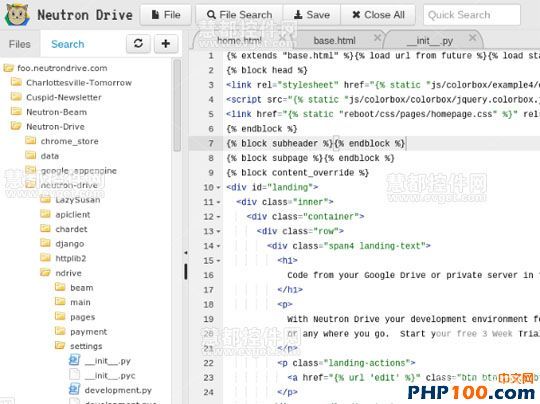 Neutron Drive File File Search Save Close All Quick Search
Files Search
home.html base.html __init__.py
foo.neutrondrive.com
Charlottesville-Tomorrow
Cuspid-Newsletter
Neutron-Beam
Neutron-Drive
chrome_store
data
google_appengine
neutron-drive
LazySusan
apiclient
chardet
django
httplib2
ndrive
beam
main
pages
payment
settings
__init__.py
__init__.pyc
development.py
1 {% extends "base.html" %}{% load url from future %}{% load sta
2 {% block head %}
3 <link rel="stylesheet" href="{% static "js/colorbox/example4/c
4 <script src="{% static "js/colorbox/colorbox/jquery.colorbox.j
5 <link href="{% static "reboot/css/pages/homepage.css" %}" rel=
6 {% endblock %}
7 {% block subheader %}{% endblock %}
8 {% block subpage %}{% endblock %}
9 {% block content_override %}
10 <div id="landing">
11 <div class="inner">
12 <div class="container">
13 <div class="row">
14 <div class="span4 landing-text">
15 <h1>
16 Code from your Google Drive or private server in t
17 </h1>
18 <p>
19 With Neutron Drive your development environment fo
20 or any where you go. Start your free 3 Week Trial
21 </p>
22 <p class="landing-actions">
23 <a href="{% url 'edit' %}" class="btn btn
24 </p>
慧都控件网
www.evget.com
中文网
PHP100.com